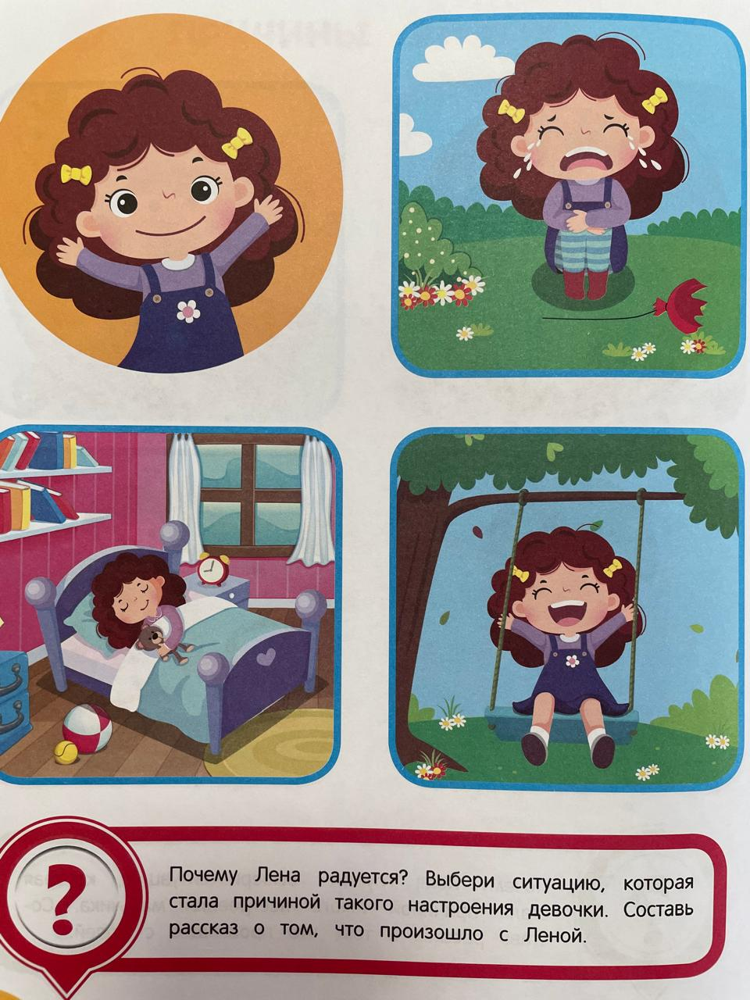 ?
Почему Лена радуется? Выбери ситуацию, которая
стала причиной такого настроения девочки. Составь
рассказ о том, что произошло с Леной.